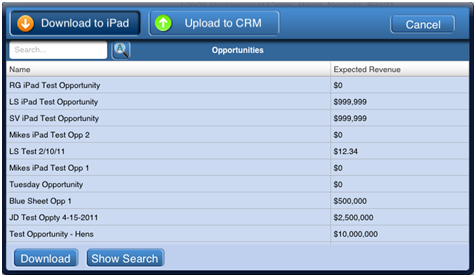 Download to iPad Upload to CRM Cancel
Search... Opportunities
Name Expected Revenue
RG iPad Test Opportunity $0
LS iPad Test Opportunity $999,999
SV iPad Test Opportunity $999,999
Mikes iPad Test Opp 2 $0
LS Test 2/10/11 $12.34
Mikes iPad Test Opp 1 $0
Tuesday Opportunity $0
Blue Sheet Opp 1 $500,000
JD Test Oppty 4-15-2011 $2,500,000
Test Opportunity - Hens $10,000,000
Download Show Search